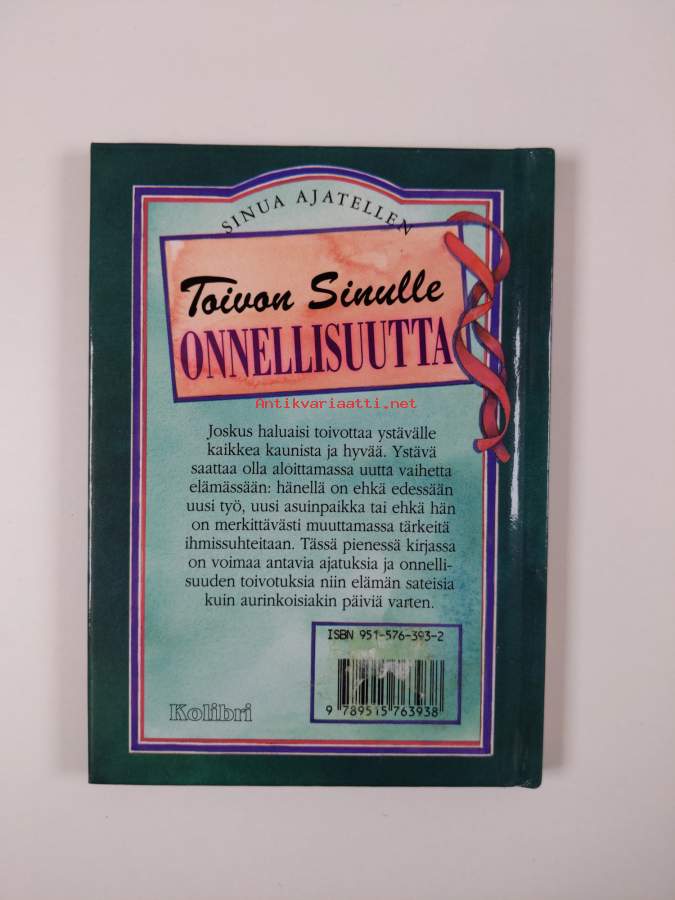 SINUA AJATELLEN
Toivon Sinulle
ONNELLISUUTTA
Antikvariaatti.net
Joskus haluaisi toivottaa ystävälle
kaikkea kaunista ja hyvää. Ystävä
saattaa olla aloittamassa uutta vaihetta
elämässään: hänellä on ehkä edessään
uusi työ, uusi asuinpaikka tai ehkä hän
on merkittävästi muuttamassa tärkeitä
ihmissuhteitaan. Tässä pienessä kirjassa
on voimaa antavia ajatuksia ja onnelli-
suuden toivotuksia niin elämän sateisia
kuin aurinkoisiakin päiviä varten.
ISBN 951-576-393-2
9 789515 763938
Kolibri